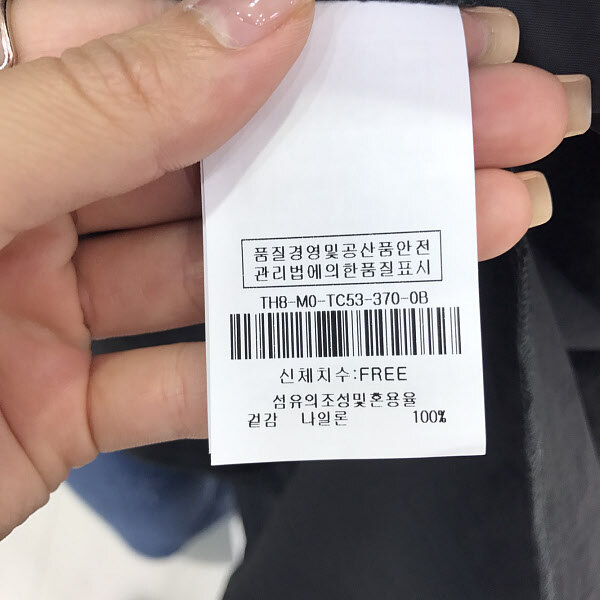 품질경영및공산품안전
관리법에의한품질표시
TH8-M0-TC53-370-0B
신체치수:FREE
섬유의조성및혼용율
겉감 나일론 100%